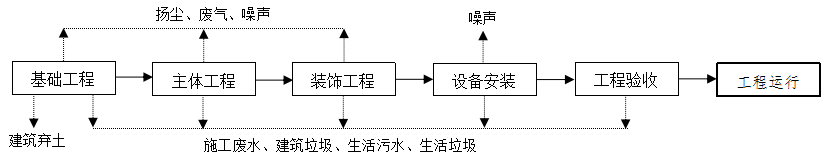 扬尘、废气、噪声
噪声
基础工程
主体工程
装饰工程
设备安装
工程验收
工程运行
建筑弃土
施工废水、建筑垃圾、生活污水、生活垃圾